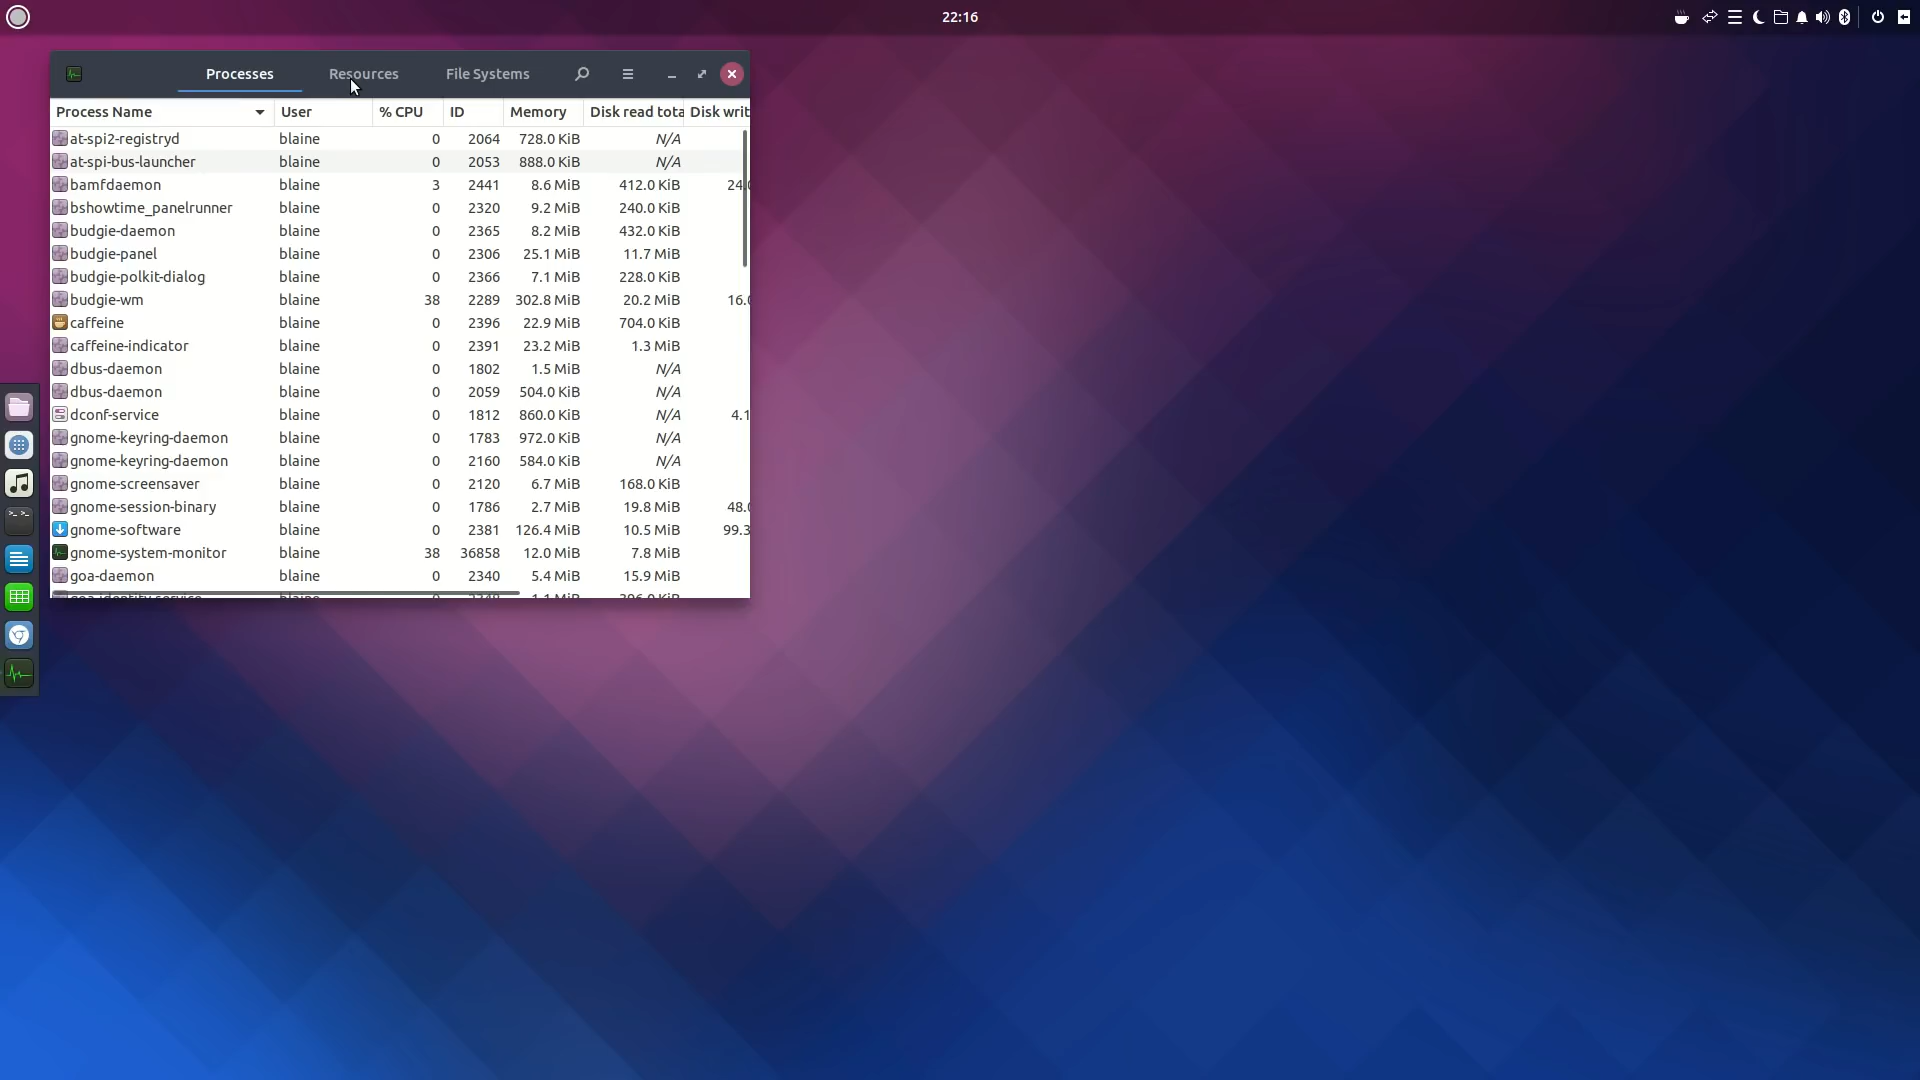 22:16
Processes Resources File Systems
Process Name User % CPU ID Memory Disk read tota Disk writ
at-spi2-registryd blaine 0 2064 728.0 KiB N/A
at-spi-bus-launcher blaine 0 2053 888.0 KiB N/A
bamfdaemon blaine 3 2441 8.6 MiB 412.0 KiB 24.0
bshowtime_panelrunner blaine 0 2320 9.2 MiB 240.0 KiB
budgie-daemon blaine 0 2365 8.2 MiB 432.0 KiB
budgie-panel blaine 0 2306 25.1 MiB 11.7 MiB
budgie-polkit-dialog blaine 0 2366 7.1 MiB 228.0 KiB
budgie-wm blaine 38 2289 302.8 MiB 20.2 MiB 16.0
caffeine blaine 0 2396 22.9 MiB 704.0 KiB
caffeine-indicator blaine 0 2391 23.2 MiB 1.3 MiB
dbus-daemon blaine 0 1802 1.5 MiB N/A
dbus-daemon blaine 0 2059 504.0 KiB N/A
dconf-service blaine 0 1812 860.0 KiB N/A 4.1
gnome-keyring-daemon blaine 0 1783 972.0 KiB N/A
gnome-keyring-daemon blaine 0 2160 584.0 KiB N/A
gnome-screensaver blaine 0 2120 6.7 MiB 168.0 KiB
gnome-session-binary blaine 0 1786 2.7 MiB 19.8 MiB 48.0
gnome-software blaine 0 2381 126.4 MiB 10.5 MiB 99.3
gnome-system-monitor blaine 38 36858 12.0 MiB 7.8 MiB
goa-daemon blaine 0 2340 5.4 MiB 15.9 MiB